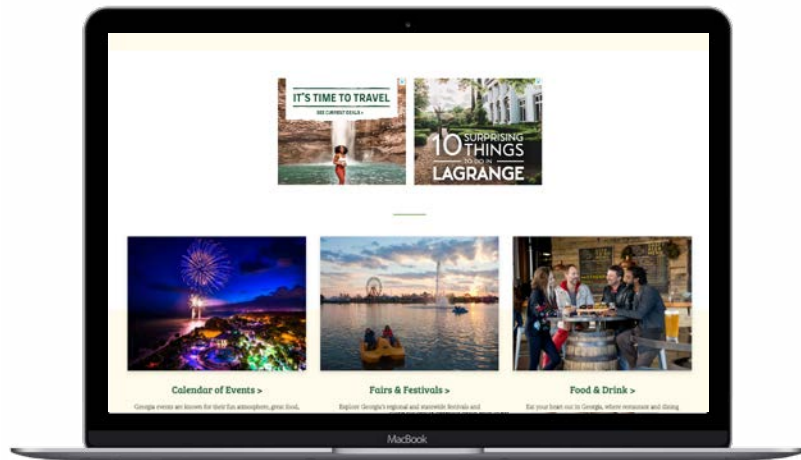 IT'S TIME TO TRAVEL
SEE CURRENT DEALS >
10 SURPRISING
THINGS
TO DO IN
LAGRANGE
Calendar of Events >
Fairs & Festivals >
Food & Drink >
Georgia events are known for their fun atmosphere, great food,
Explore Georgia's regional and statewide festivals and
Eat your heart out in Georgia, where restaurant and dining
MacBook